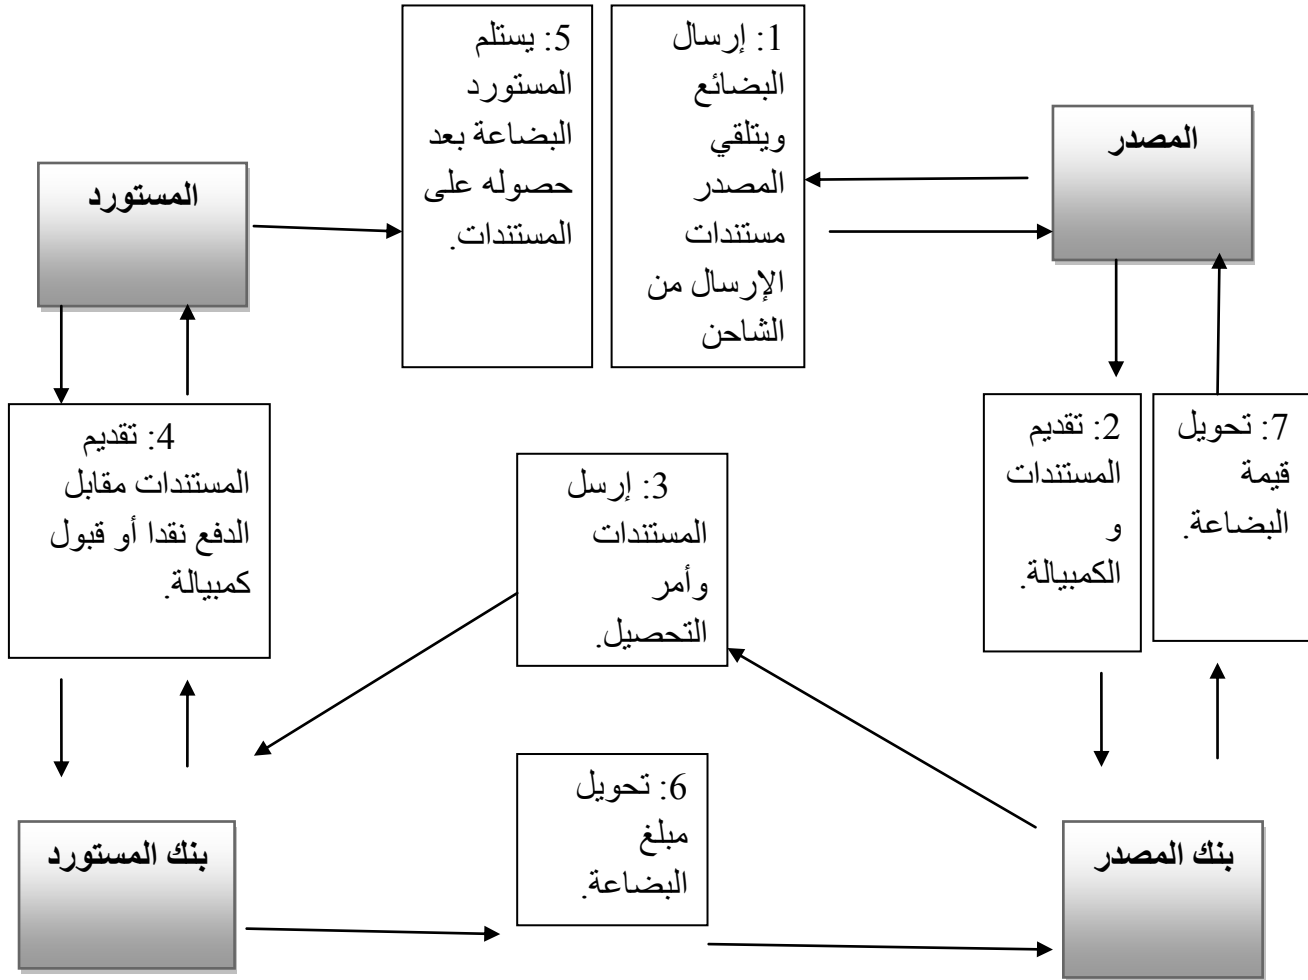 5: يستلم
المستورد
البضاعة بعد
حصوله على
المستندات.
1: إرسال
البضائع
ويتلقي
المصدر
مستندات
الإرسال من
الشاحن
المصدر
المستورد
4: تقديم
المستندات مقابل
الدفع نقدا أو قبول
كمبيالة.
3: إرسل
المستندات
وأمر
التحصيل.
2: تقديم
المستندات
و
الكمبيالة.
7: تحويل
قيمة
البضاعة.
6: تحويل
مبلغ
البضاعة.
بنك المستورد
بنك المصدر